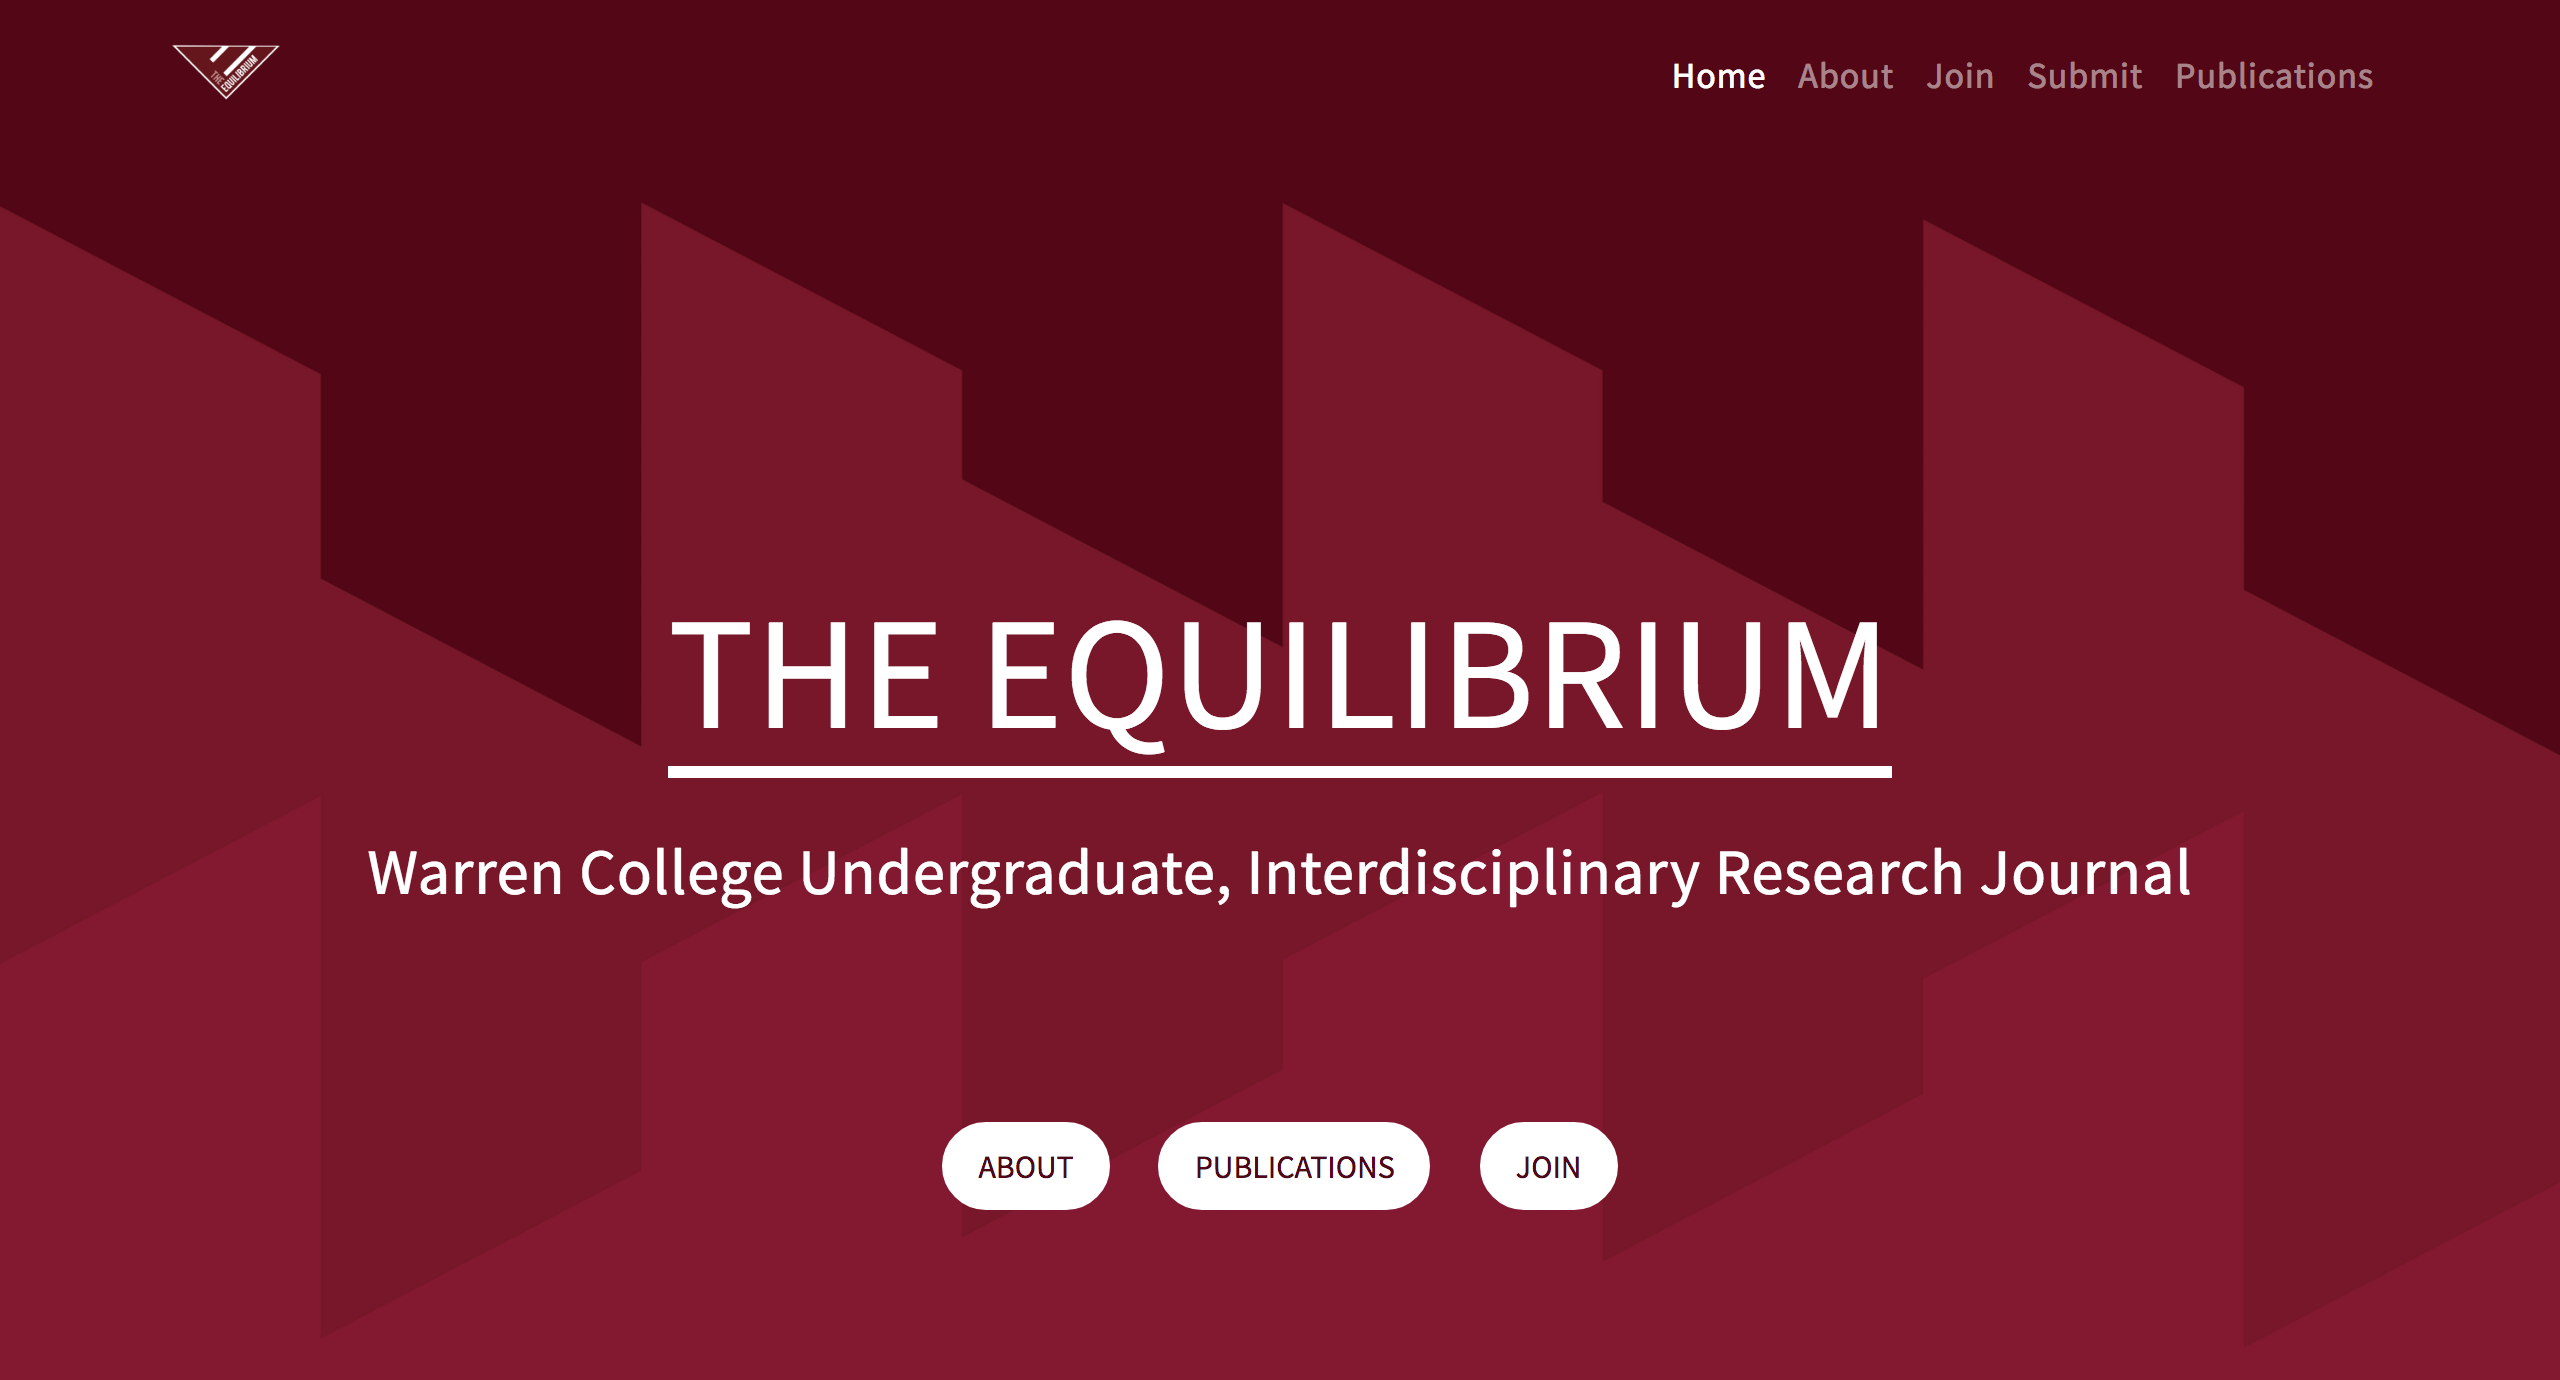 THE
EQUILIBRIUM
Home About Join Submit Publications
THE EQUILIBRIUM
Warren College Undergraduate, Interdisciplinary Research Journal
ABOUT PUBLICATIONS JOIN